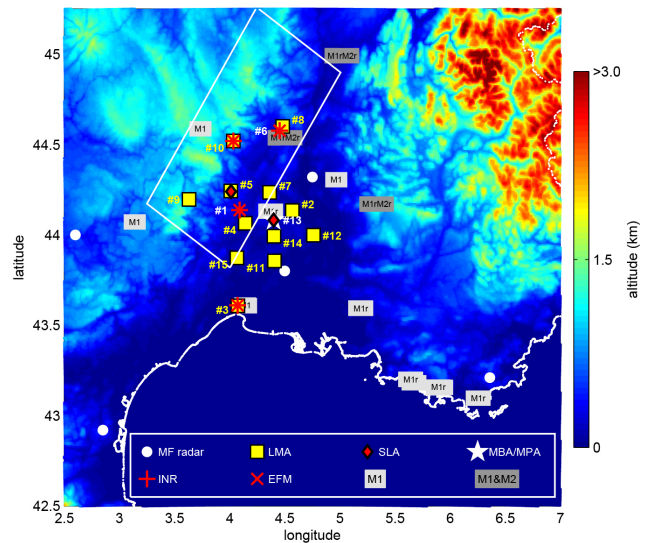 45
44.5
44
43.5
43
42.5
latitude
2.6
3
3.5
4
4.5
5
5.5
6
6.5
7
longitude
>3.0
1.5
0
altitude (km)
M1rM2r
M1
#8
#6
M1rM2r
#10
M1
#5
#7
#9
M1rM2r
#1
#2
M1r
M1
#13
#4
#14
#12
#15
#11
#3
M1r
M1r
M1r
M1r
MF radar
LMA
SLA
MBA/MPA
INR
EFM
M1
M1&M2